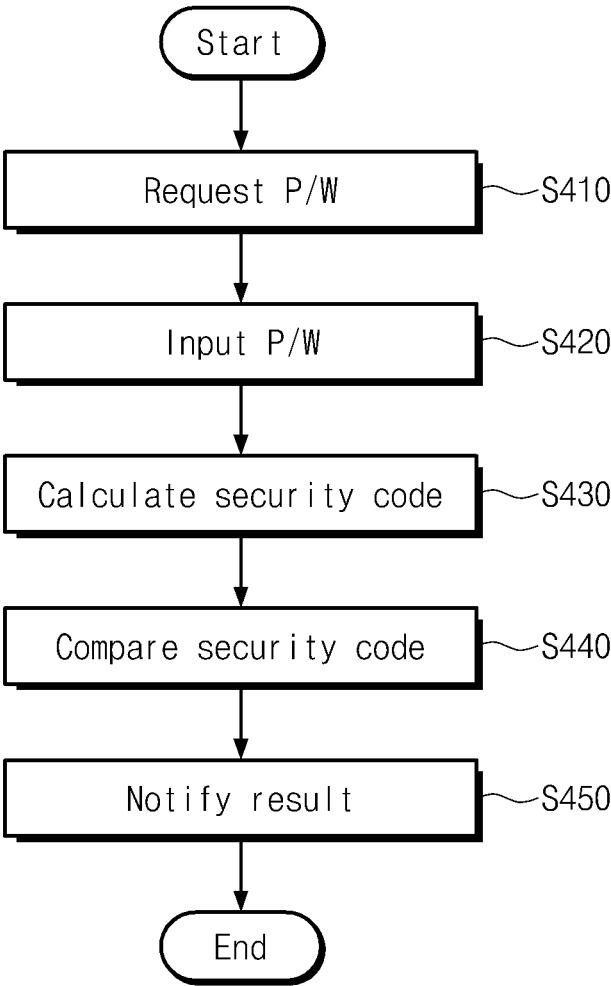 Start
Request P/W
S410
Input P/W
S420
Calculate security code
S430
Compare security code
S440
Notify result
S450
End